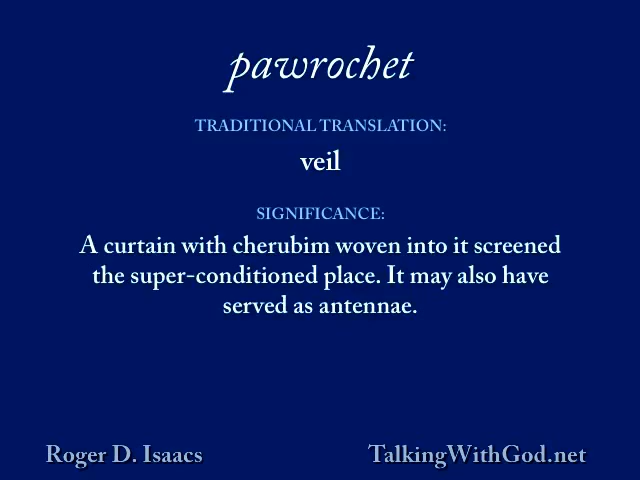 pawrochet
TRADITIONAL TRANSLATION:
veil
SIGNIFICANCE:
A curtain with cherubim woven into it screened
the super-conditioned place. It may also have
served as antennae.
Roger D. Isaacs
TalkingWithGod.net